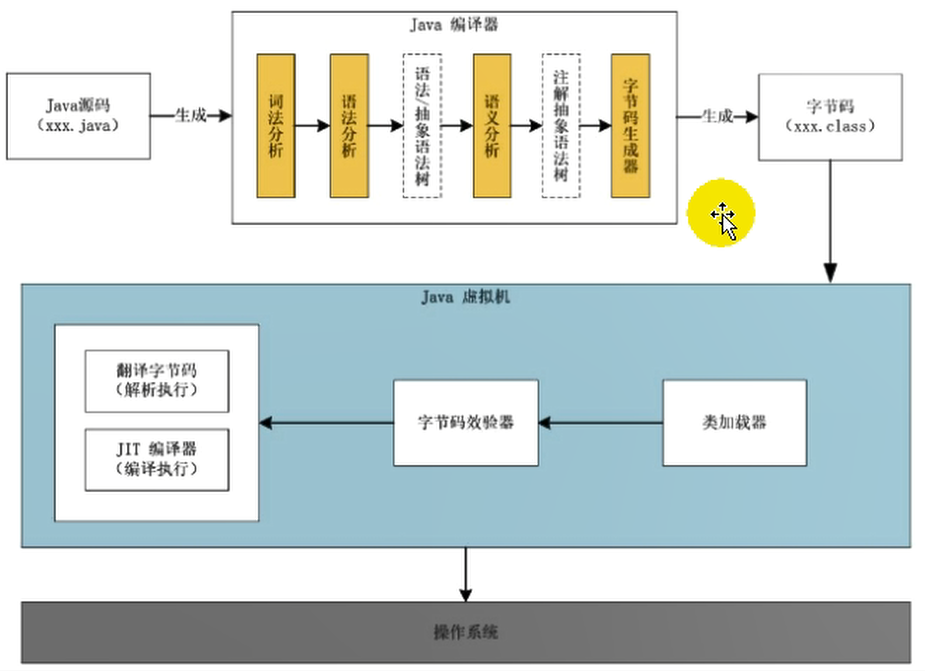 Java 编译器
Java源码
（xxx.java）
生成
词法分析
语法分析
语法/抽象语法树
语义分析
注解抽象语法树
字节码生成器
生成
字节码
（xxx.class）
Java 虚拟机
翻译字节码
（解析执行）
JIT 编译器
（编译执行）
字节码效验器
类加载器
操作系统